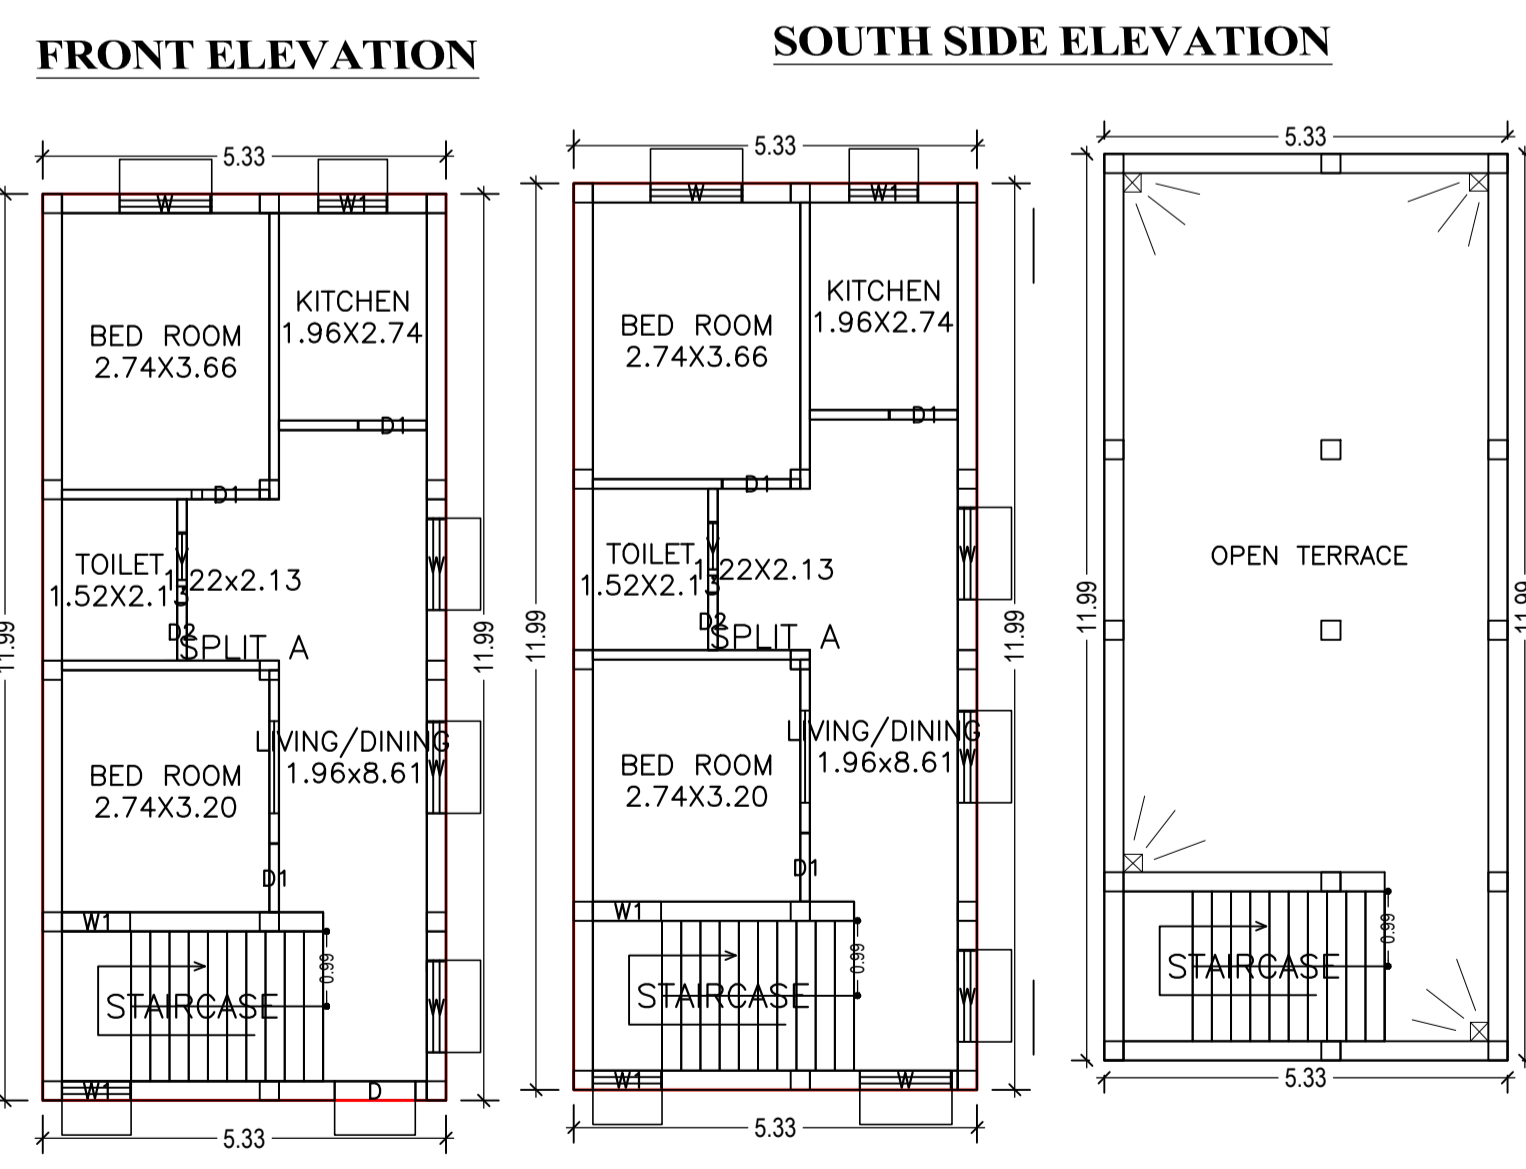 FRONT ELEVATION
SOUTH SIDE ELEVATION
5.33
W
W1
KITCHEN
1.96X2.74
BED ROOM
2.74X3.66
D1
D1
TOILET
1.52X2.13
1.22x2.13
W
D2
SPLIT A
11.99
11.99
LIVING/DINING
1.96x8.61
W
BED ROOM
2.74X3.20
D1
W1
0.99
STAIRCASE
W
W1
D
5.33
5.33
W
W1
KITCHEN
1.96X2.74
BED ROOM
2.74X3.66
D1
D1
W
TOILET
1.52X2.13
1.22X2.13
D2
SPLIT A
11.99
11.99
LIVING/DINING
1.96x8.61
W
BED ROOM
2.74X3.20
D1
W1
0.99
STAIRCASE
W
W1
W
5.33
5.33
OPEN TERRACE
11.99
11.99
0.99
STAIRCASE
5.33